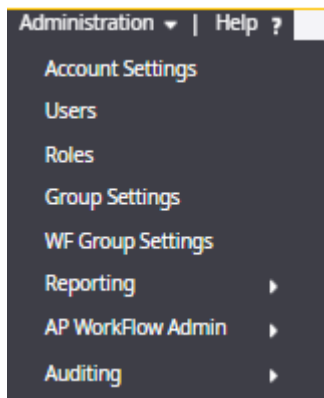 Administration ▾ | Help ?
Account Settings
Users
Roles
Group Settings
WF Group Settings
Reporting
AP WorkFlow Admin
Auditing